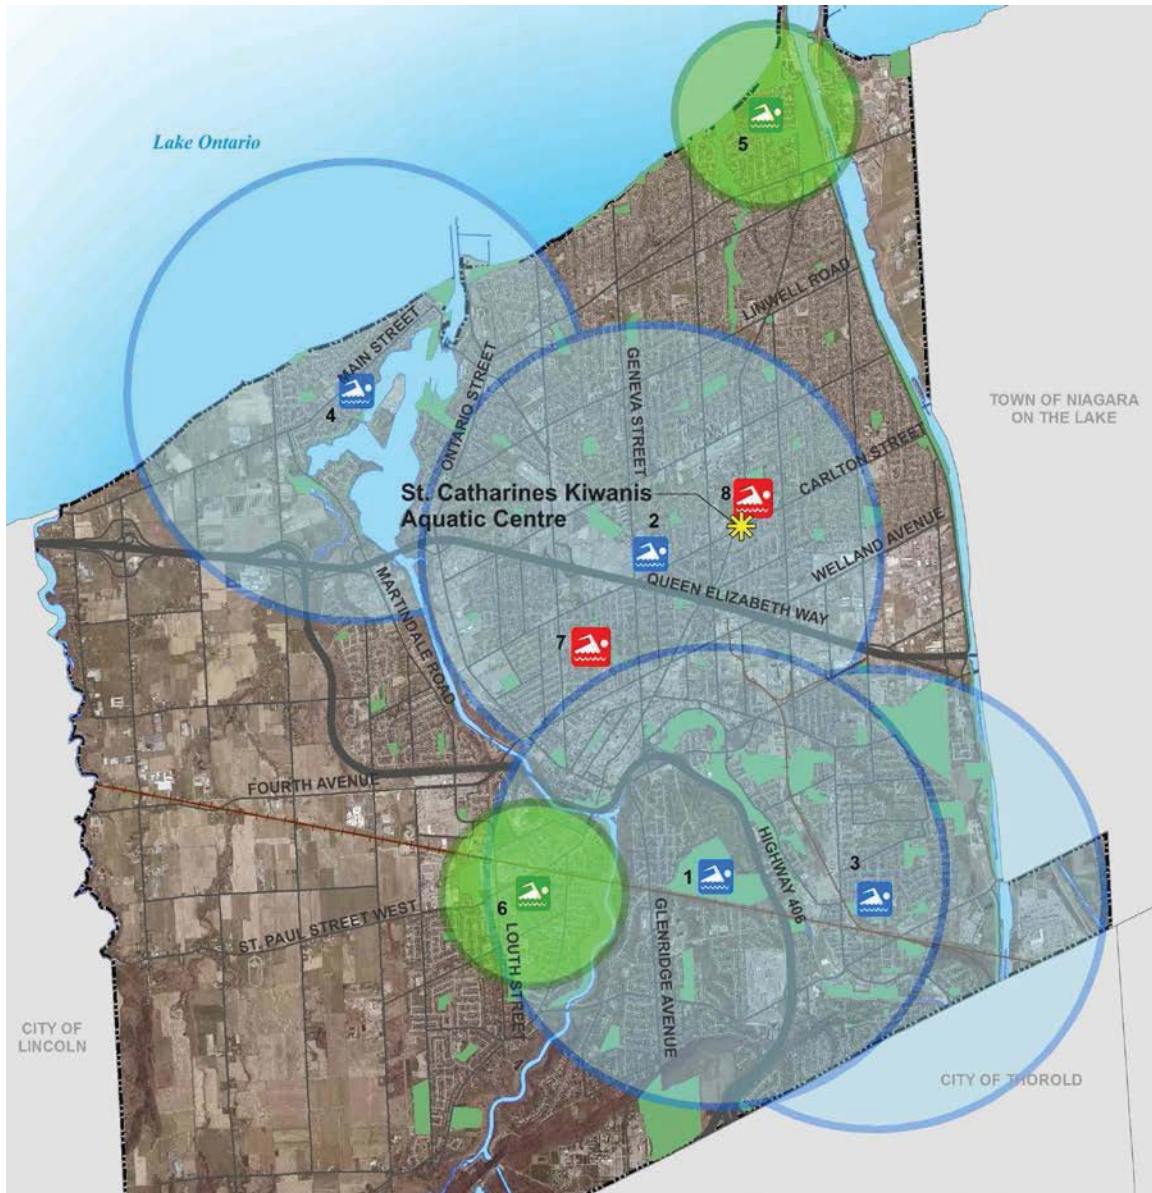 5
Lake Ontario
LINWELL ROAD
MAIN STREET
GENEVA STREET
ONTARIO STREET
4
TOWN OF NIAGARA
ON THE LAKE
CARLTON STREET
8
St. Catharines Kiwanis
Aquatic Centre
2
WELLAND AVENUE
QUEEN ELIZABETH WAY
MARTINDALE ROAD
7
FOURTH AVENUE
HIGHWAY 406
1
3
6
ST. PAUL STREET WEST
LOUTH STREET
GLENRIDGE AVENUE
CITY OF
LINCOLN
CITY OF THOROLD